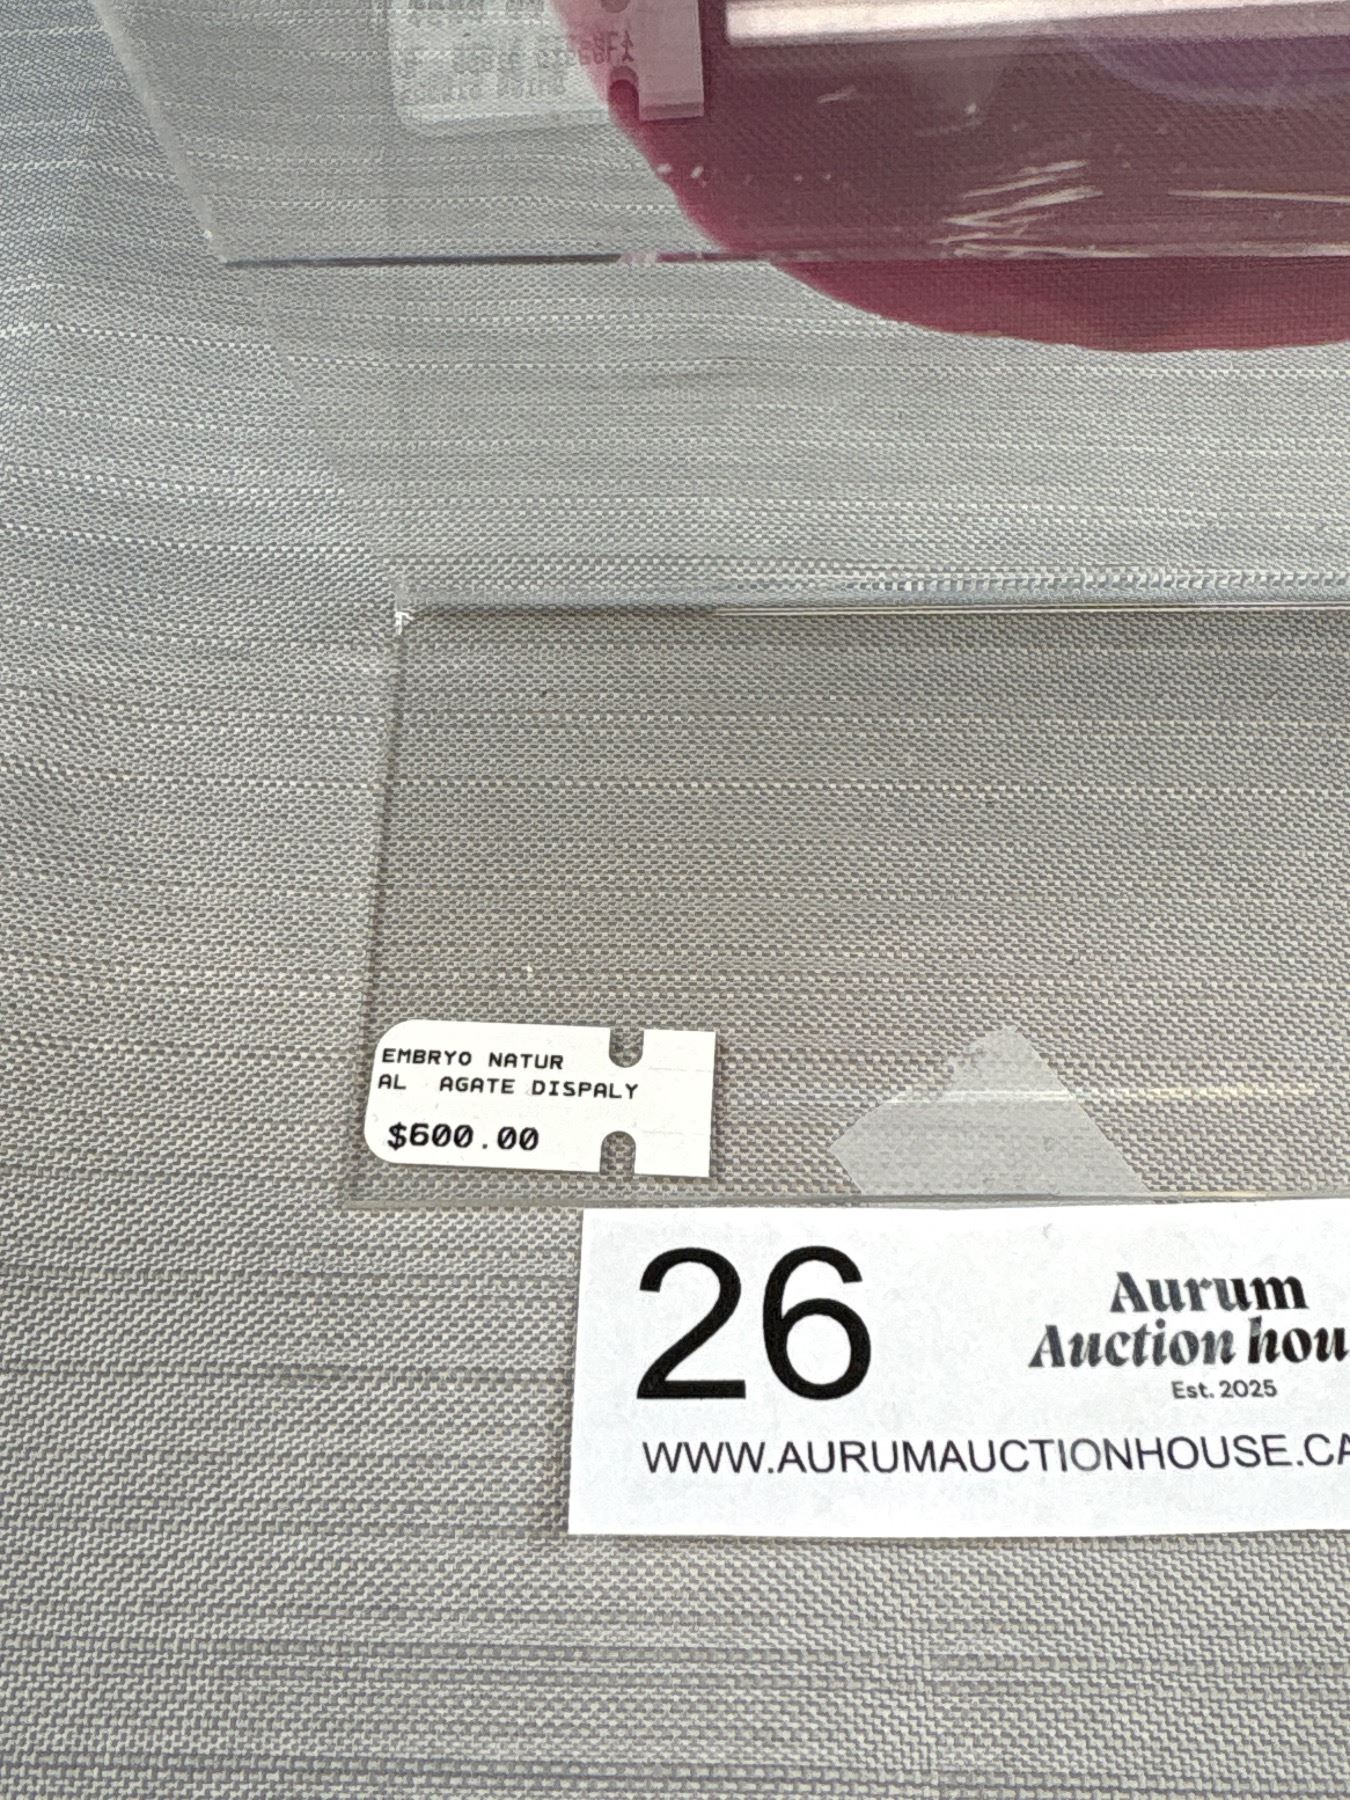 EMBRYO NATUR
AL AGATE DISPALY
$600.00
26
Aurum
Auction hou
Est. 2025
WWW.AURUMAUCTIONHOUSE.CA